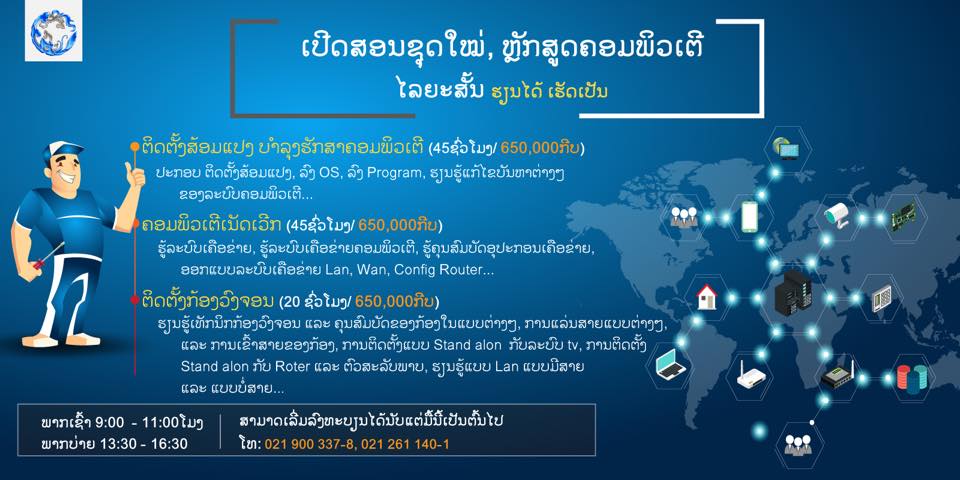 ເປີດສອນຊຸດໃໝ່, ຫຼັກສູດຄອມພິວເຕີ
ໄລຍະສັ້ນ ຮຽນໄດ້ ເຮັດເປັນ
ຕິດຕັ້ງສ້ອມແປງ ບຳລຸງຮັກສາຄອມພິວເຕີ (45ຊົ່ວໂມງ/ 650,000ກີບ)
ປະກອບ ຕິດຕັ້ງສ້ອມແປງ, ລົງ OS, ລົງ Program, ຮຽນຮູ້ແກ້ໄຂບັນຫາຕ່າງໆ
ຂອງລະບົບຄອມພິວເຕີ...
ຄອມພິວເຕີເນັດເວີກ (45ຊົ່ວໂມງ/ 650,000ກີບ)
ຮູ້ລະບົບເຄືອຂ່າຍ, ຮູ້ລະບົບເຄືອຂ່າຍຄອມພິວເຕີ, ຮູ້ຄຸນສົມບັດອຸປະກອນເຄືອຂ່າຍ,
ອອກແບບລະບົບເຄືອຂ່າຍ Lan, Wan, Config Router...
ຕິດຕັ້ງກ້ອງວົງຈອນ (20 ຊົ່ວໂມງ/ 650,000ກີບ)
ຮຽນຮູ້ເທັກນິກກ້ອງວົງຈອນ ແລະ ຄຸນສົມບັດຂອງກ້ອງໃນແບບຕ່າງໆ, ການແລ່ນສາຍແບບຕ່າງໆ,
ແລະ ການເຂົ້າສາຍຂອງກ້ອງ, ການຕິດຕັ້ງແບບ Stand alon ກັບລະບົບ tv, ການຕິດຕັ້ງ
Stand alon ກັບ Roter ແລະ ຕົວສະລັບພາບ, ຮຽນຮູ້ແບບ Lan ແບບມີສາຍ
ແລະ ແບບບໍ່ສາຍ...
ພາກເຊົ້າ 9:00 - 11:00ໂມງ
ພາກບ່າຍ 13:30 - 16:30
ສາມາດເລີ່ມລົງທະບຽນໄດ້ນັບແຕ່ມື້ນີ້ເປັນຕົ້ນໄປ
ໂທ: 021 900 337-8, 021 261 140-1